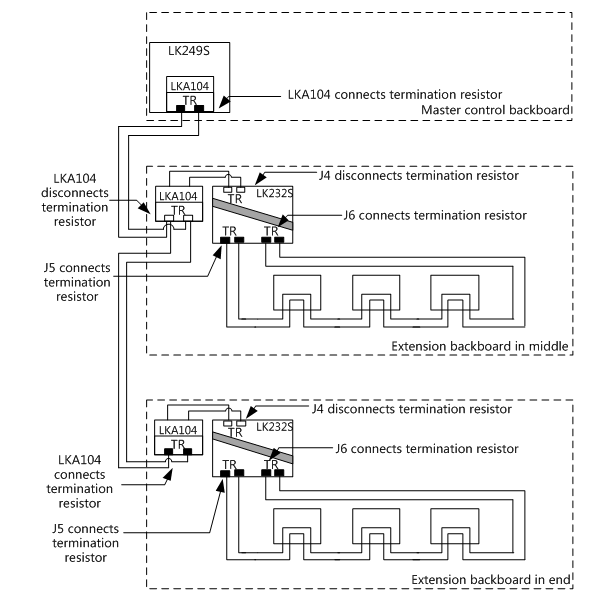 LK249S
LKA104
TR
LKA104 connects termination resistor
Master control backboard
LKA104
disconnects
termination
resistor
J4 disconnects termination resistor
LKA104
TR
TR
LK232S
J6 connects termination resistor
TR
TR
J5 connects
termination
resistor
Extension backboard in middle
J4 disconnects termination resistor
LKA104
TR
TR
LK232S
J6 connects termination resistor
TR
TR
LKA104
connects
termination
resistor
J5 connects
termination
resistor
Extension backboard in end